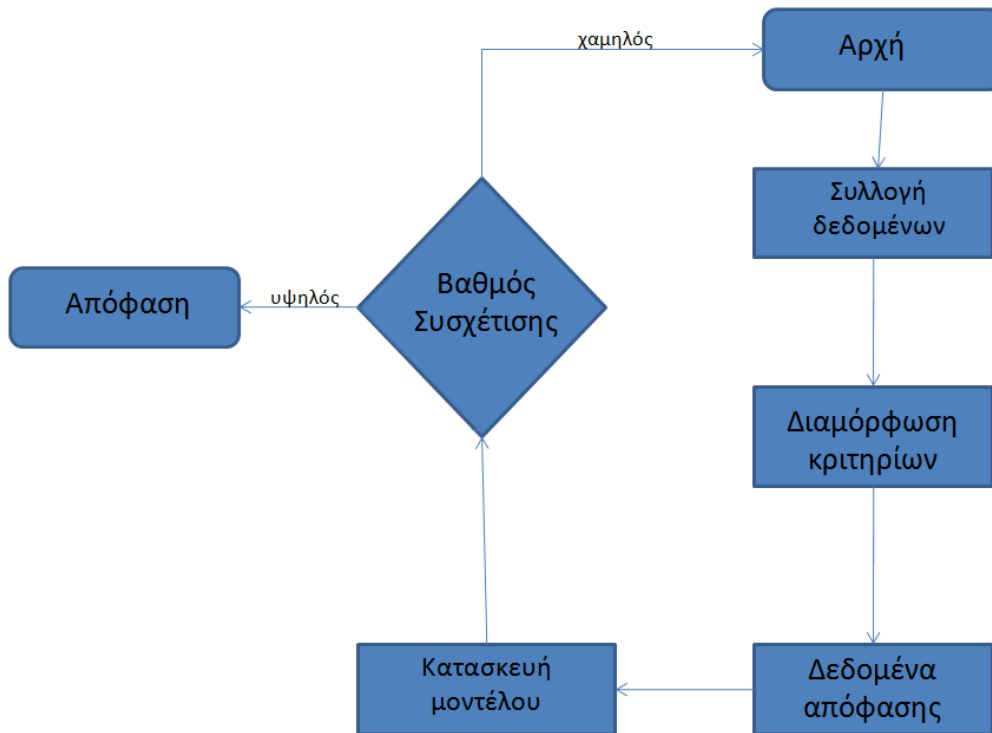 χαμηλός
Αρχή
Συλλογή
δεδομένων
Διαμόρφωση
κριτηρίων
Δεδομένα
απόφασης
Κατασκευή
μοντέλου
Βαθμός
Συσχέτισης
υψηλός
Απόφαση